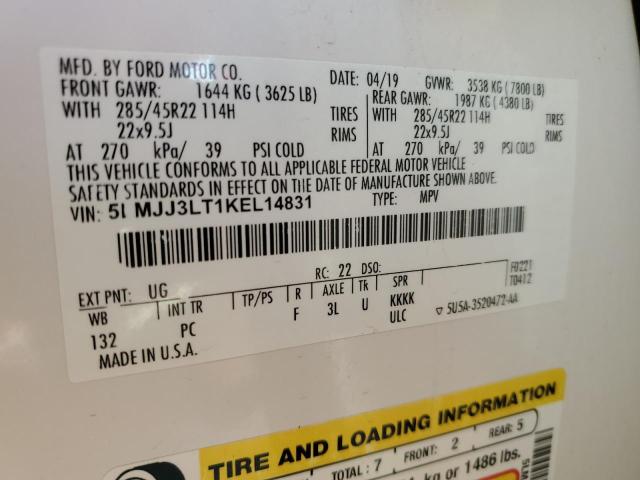 MFD. BY FORD MOTOR CO.
DATE: 04/19 GVWR: 3538 KG ( 7800 LB)
FRONT GAWR: 1644 KG ( 3625 LB) REAR GAWR: 1987 KG ( 4380 LB)
WITH 285/45R22 114H TIRES WITH 285/45R22 114H TIRES
22x9.5J RIMS 22x9.5J RIMS
AT 270 kPa/ 39 PSI COLD AT 270 kPa/ 39 PSI COLD
THIS VEHICLE CONFORMS TO ALL APPLICABLE FEDERAL MOTOR VEHICLE
SAFETY STANDARDS IN EFFECT ON THE DATE OF MANUFACTURE SHOWN ABOVE.
VIN: 5LMJJ3LT1KEL14831 TYPE: MPV
RC: 22 DSO:
F0221
T0412
EXT PNT: UG
WB INT TR TP/PS R AXLE TR SPR
132 PC F 3L U KKKK
ULC
5U5A-3520472-AA
MADE IN U.S.A.
TIRE AND LOADING INFORMATION
TOTAL : 7 FRONT: 2 REAR: 5
kg or 1486 lbs.
5LM